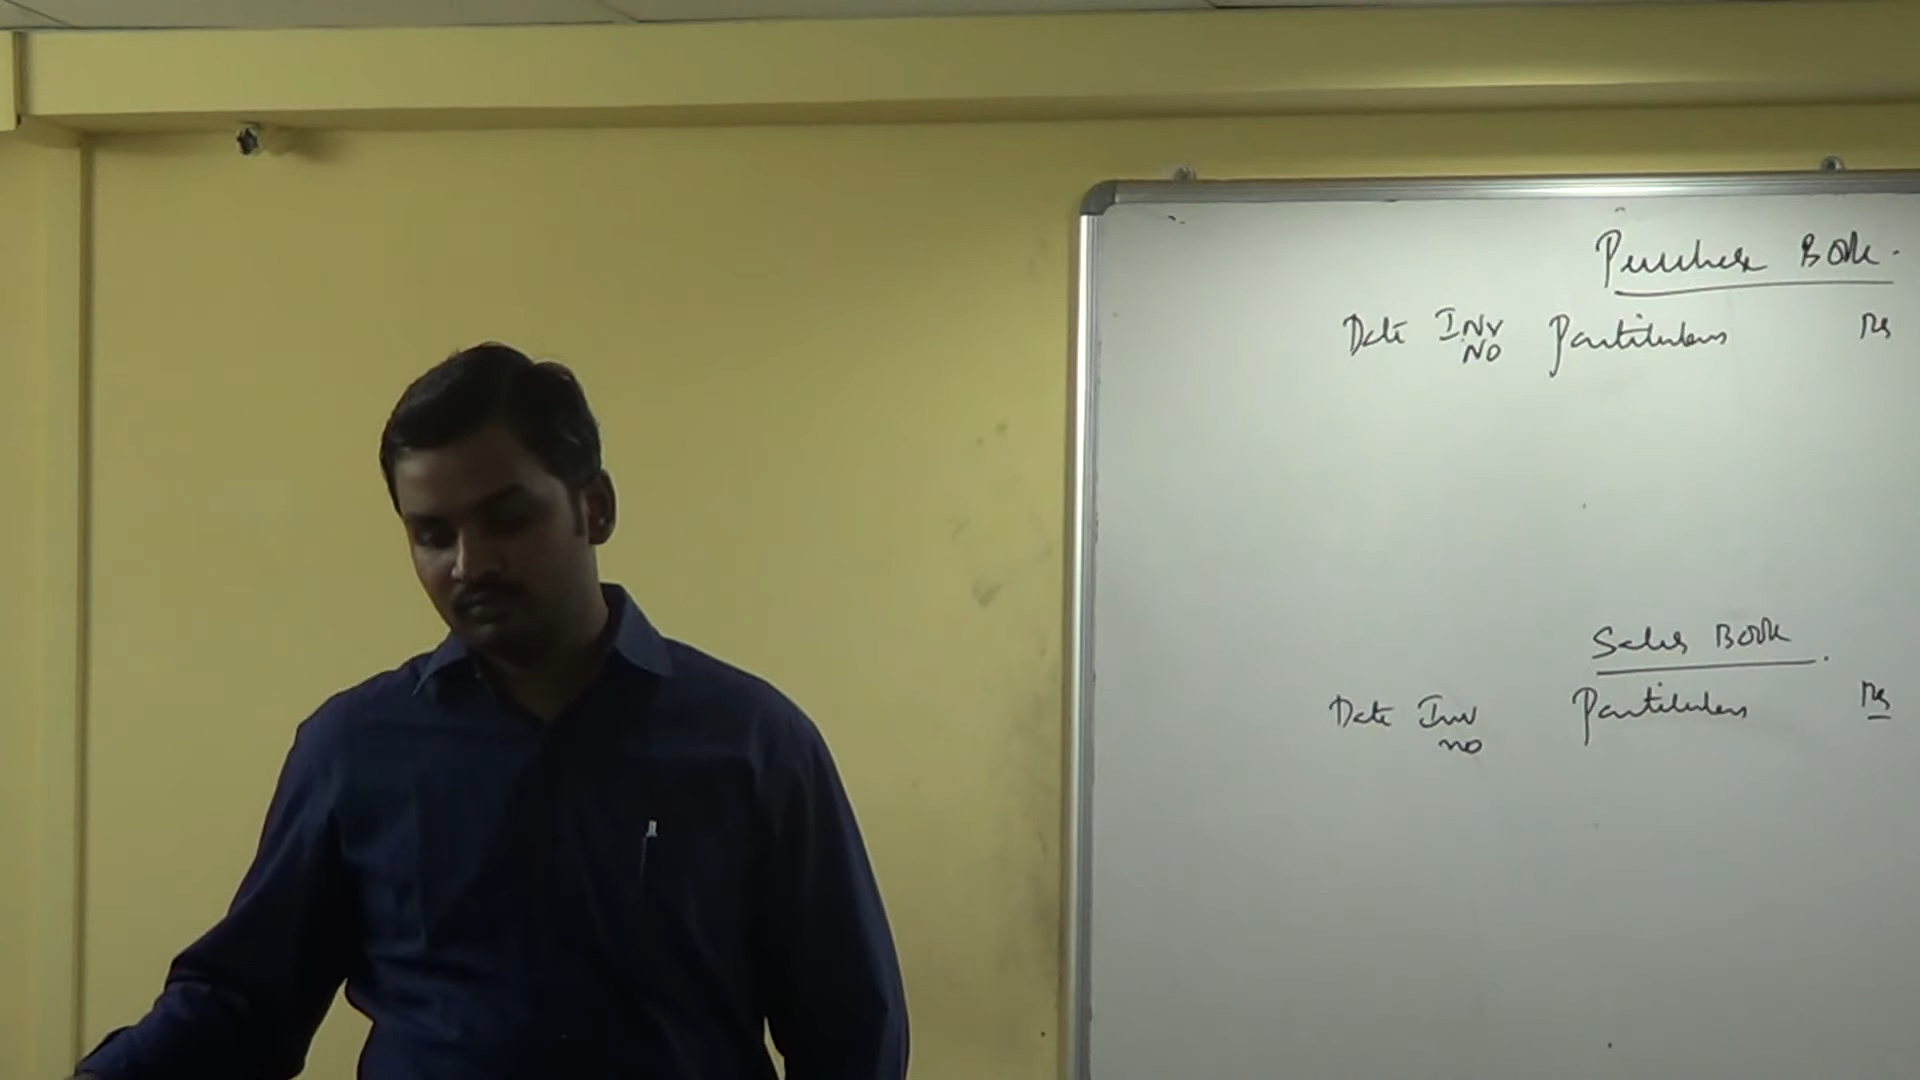 Purchase Book.
Date INV NO Particulars Rs
Sales Book.
Date Inv no Particulars Rs